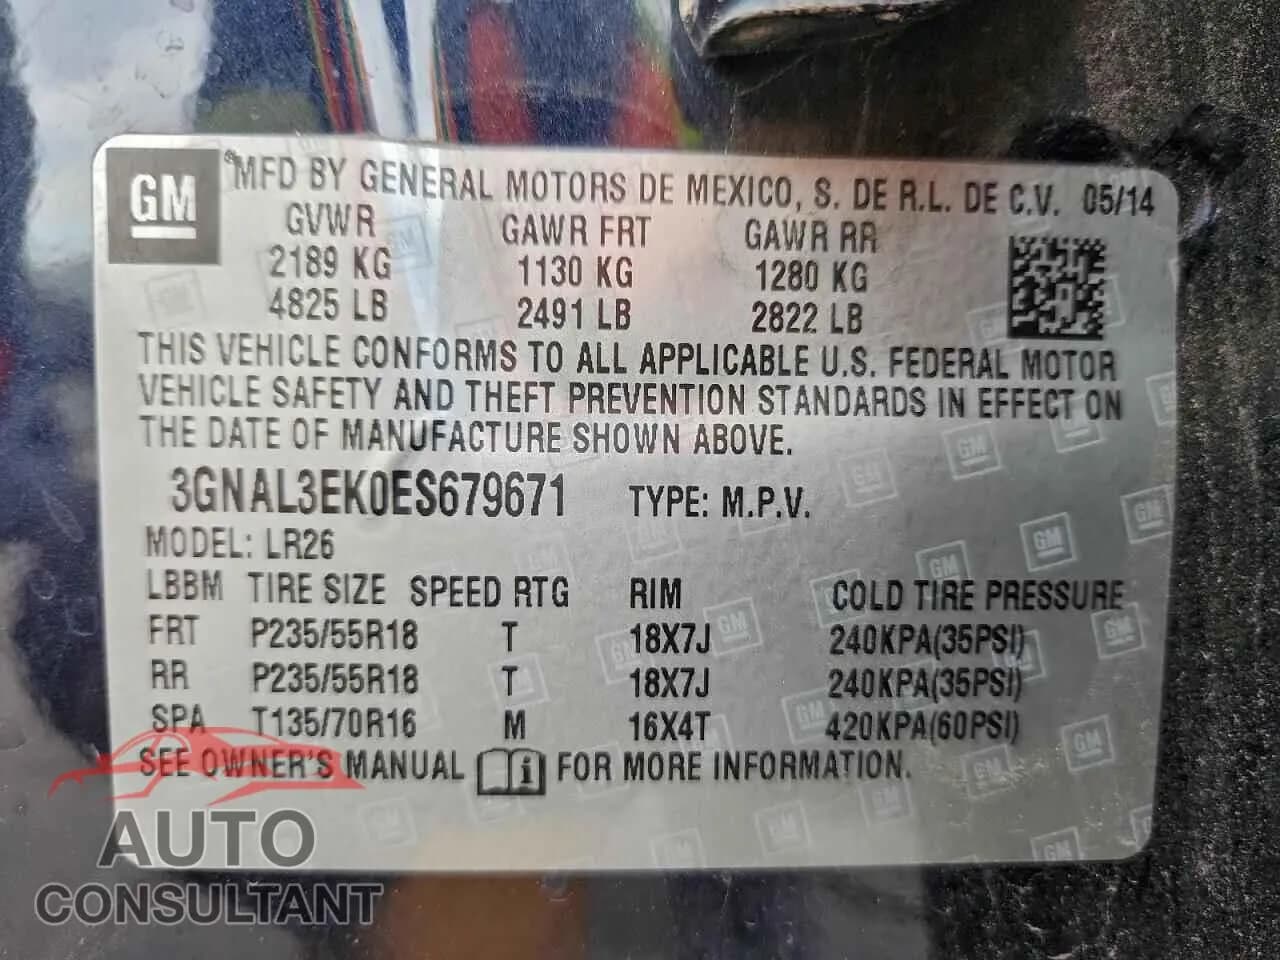 GM
MFD BY GENERAL MOTORS DE MEXICO, S. DE R.L. DE C.V. 05/14
GVWR GAWR FRT GAWR RR
2189 KG 1130 KG 1280 KG
4825 LB 2491 LB 2822 LB
THIS VEHICLE CONFORMS TO ALL APPLICABLE U.S. FEDERAL MOTOR
VEHICLE SAFETY AND THEFT PREVENTION STANDARDS IN EFFECT ON
THE DATE OF MANUFACTURE SHOWN ABOVE.
3GNAL3EK0ES679671 TYPE: M.P.V.
MODEL: LR26
LBBM TIRE SIZE SPEED RTG RIM COLD TIRE PRESSURE
FRT P235/55R18 T 18X7J 240KPA(35PSI)
RR P235/55R18 T 18X7J 240KPA(35PSI)
SPA T135/70R16 M 16X4T 420KPA(60PSI)
SEE OWNER'S MANUAL i FOR MORE INFORMATION.
AUTO
CONSULTANT